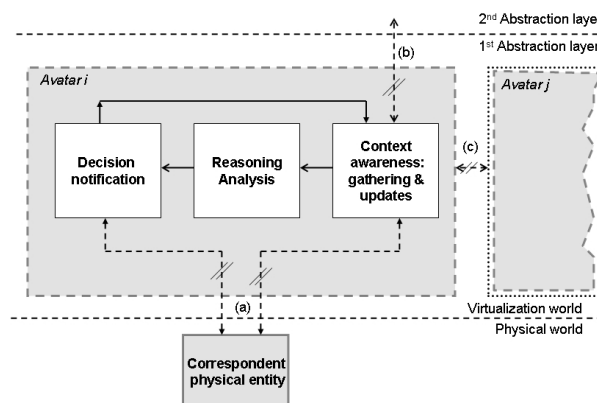 2nd Abstraction laye
(b)
1st Abstraction layer
Avatar i
Avatar j
Decision
notification
Reasoning
Analysis
Context
awareness:
gathering &
updates
(c)
(a)
Virtualization world
Physical world
Correspondent
physical entity